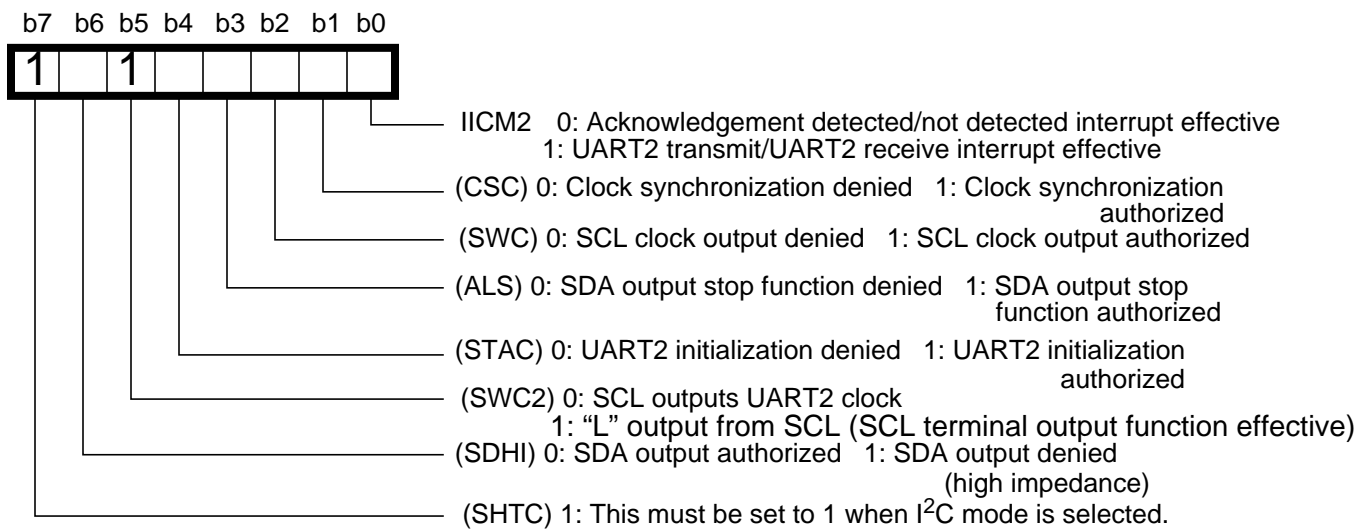 b7 b6 b5 b4 b3 b2 b1 b0
1 1
IICM2 0: Acknowledgement detected/not detected interrupt effective
1: UART2 transmit/UART2 receive interrupt effective
(CSC) 0: Clock synchronization denied 1: Clock synchronization
authorized
(SWC) 0: SCL clock output denied 1: SCL clock output authorized
(ALS) 0: SDA output stop function denied 1: SDA output stop
function authorized
(STAC) 0: UART2 initialization denied 1: UART2 initialization
authorized
(SWC2) 0: SCL outputs UART2 clock
1: “L” output from SCL (SCL terminal output function effective)
(SDHI) 0: SDA output authorized 1: SDA output denied
(high impedance)
(SHTC) 1: This must be set to 1 when I²C mode is selected.